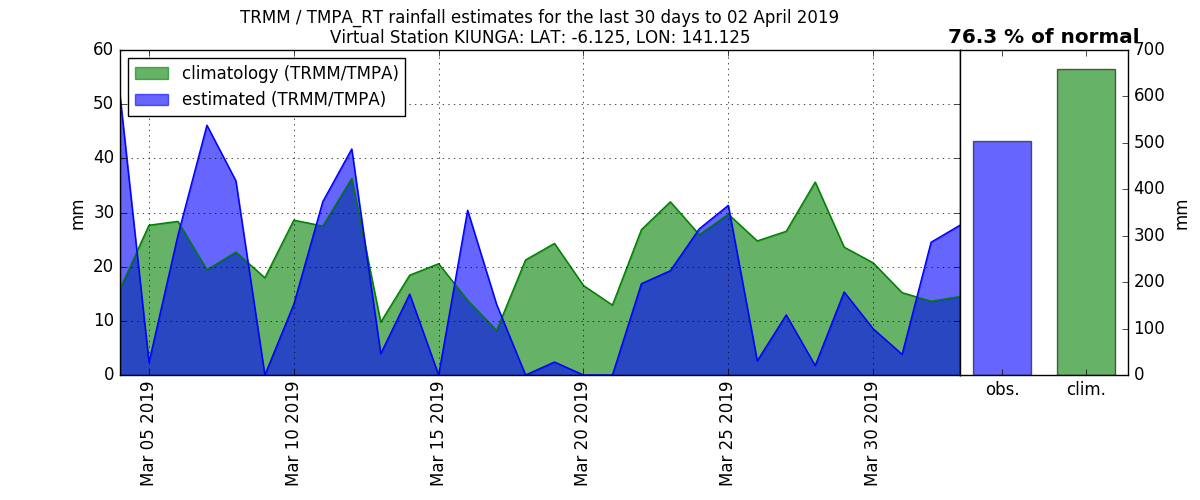 TRMM / TMPA_RT rainfall estimates for the last 30 days to 02 April 2019
Virtual Station KIUNGA: LAT: -6.125, LON: 141.125
76.3 % of normal
climatology (TRMM/TMPA)
estimated (TRMM/TMPA)
mm
60
50
40
30
20
10
0
Mar 05 2019
Mar 10 2019
Mar 15 2019
Mar 20 2019
Mar 25 2019
Mar 30 2019
obs.
clim.
700
600
500
400
300
200
100
0
mm